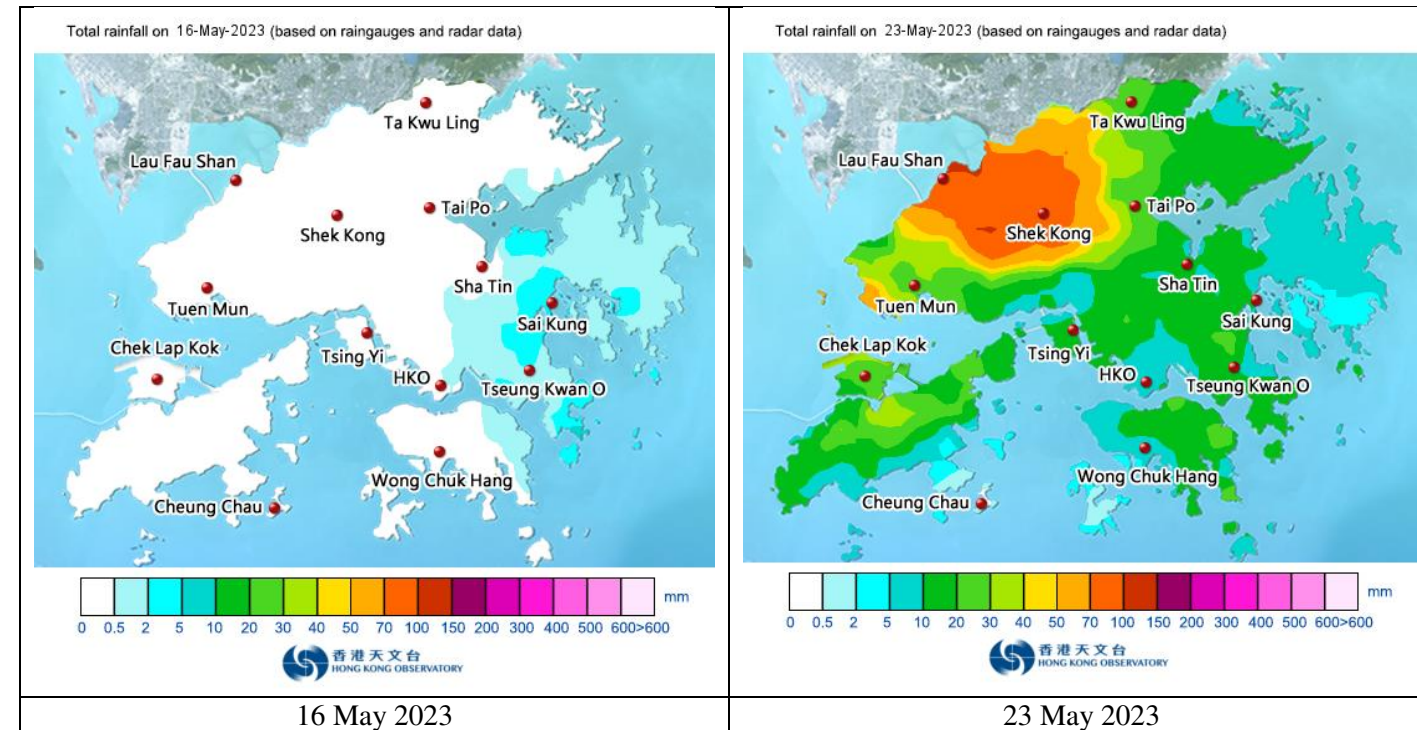 Total rainfall on 16-May-2023 (based on raingauges and radar data)
Ta Kwu Ling
Lau Fau Shan
Tai Po
Shek Kong
Sha Tin
Tuen Mun
Sai Kung
Chek Lap Kok
Tsing Yi
HKO
Tseung Kwan O
Wong Chuk Hang
Cheung Chau
mm
0 0.5 2 5 10 20 30 40 50 70 100 150 200 300 400 500 600>600
香港天文台
HONG KONG OBSERVATORY
16 May 2023
Total rainfall on 23-May-2023 (based on raingauges and radar data)
Ta Kwu Ling
Lau Fau Shan
Tai Po
Shek Kong
Sha Tin
Tuen Mun
Sai Kung
Chek Lap Kok
Tsing Yi
HKO
Tseung Kwan O
Wong Chuk Hang
Cheung Chau
mm
0 0.5 2 5 10 20 30 40 50 70 100 150 200 300 400 500 600>600
香港天文台
HONG KONG OBSERVATORY
23 May 2023